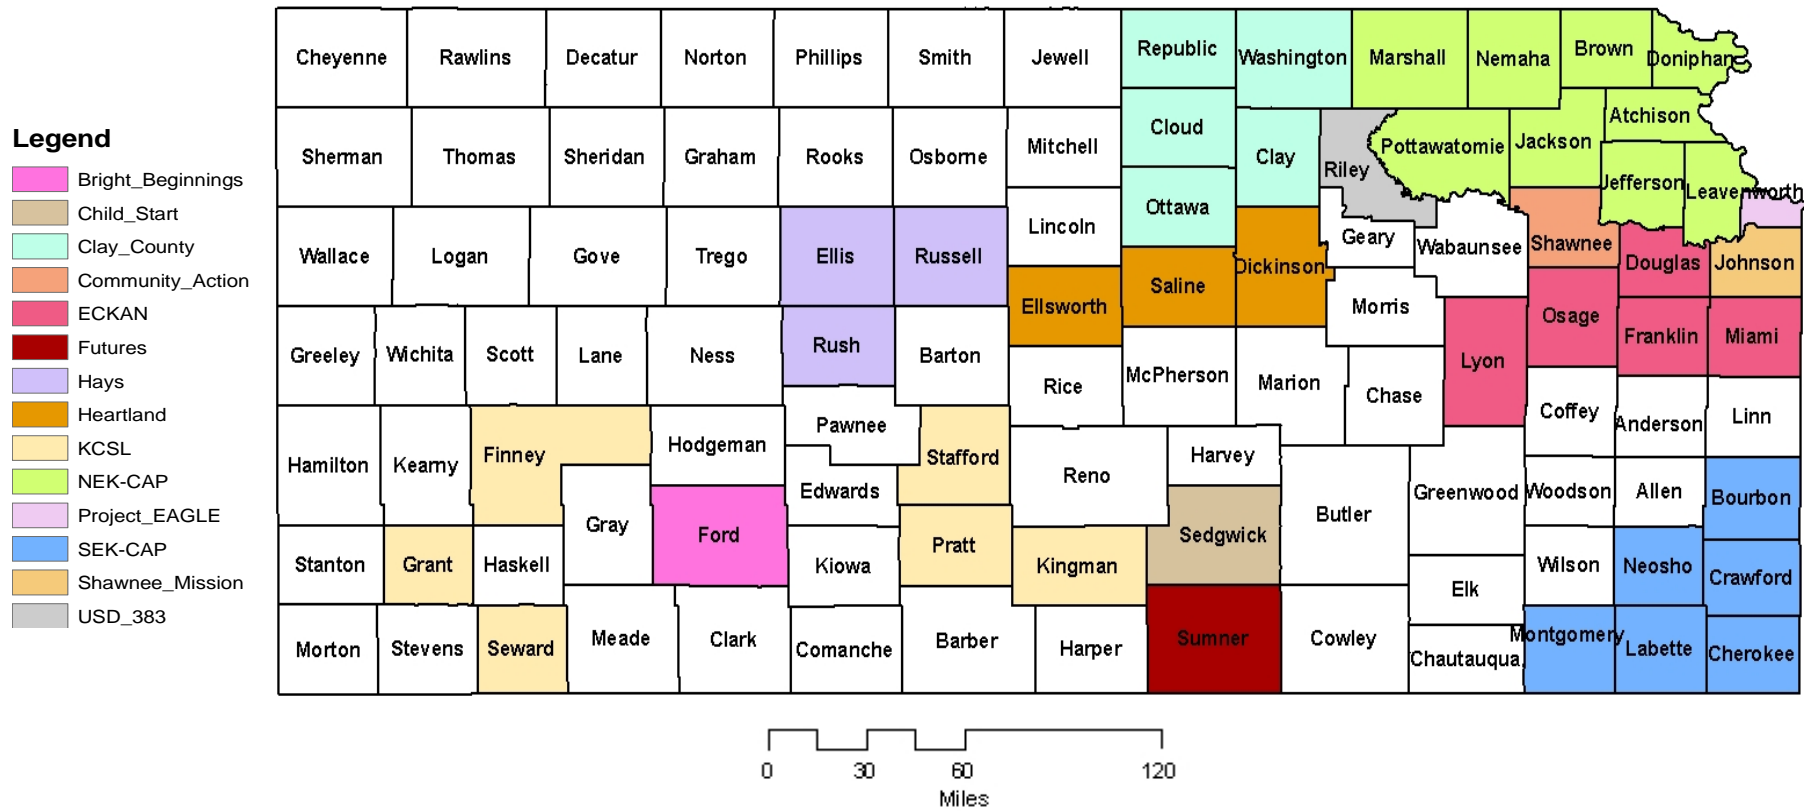 Legend
Bright_Beginnings
Child_Start
Clay_County
Community_Action
ECKAN
Futures
Hays
Heartland
KCSL
NEK-CAP
Project_EAGLE
SEK-CAP
Shawnee_Mission
USD_383
Cheyenne Rawlins Decatur Norton Phillips Smith Jewell Republic Washington Marshall Nemaha Brown Doniphan
Sherman Thomas Sheridan Graham Rooks Osborne Mitchell Cloud Clay Riley Pottawatomie Jackson Atchison
Jefferson Leavenworth
Wallace Logan Gove Trego Ellis Russell Lincoln Ottawa Dickinson Geary Wabaunsee Shawnee Douglas Johnson
Ellsworth Saline Morris Osage
Greeley Wichita Scott Lane Ness Rush Barton Rice McPherson Marion Chase Lyon Franklin Miami
Hamilton Kearny Finney Hodgeman Pawnee Stafford Reno Harvey Coffey Anderson Linn
Gray Edwards Butler Greenwood Woodson Allen Bourbon
Stanton Grant Haskell Ford Kiowa Pratt Kingman Sedgwick Elk Wilson Neosho Crawford
Morton Stevens Seward Meade Clark Comanche Barber Harper Sumner Cowley Chautauqua Montgomery Labette Cherokee
0 30 60 120
Miles